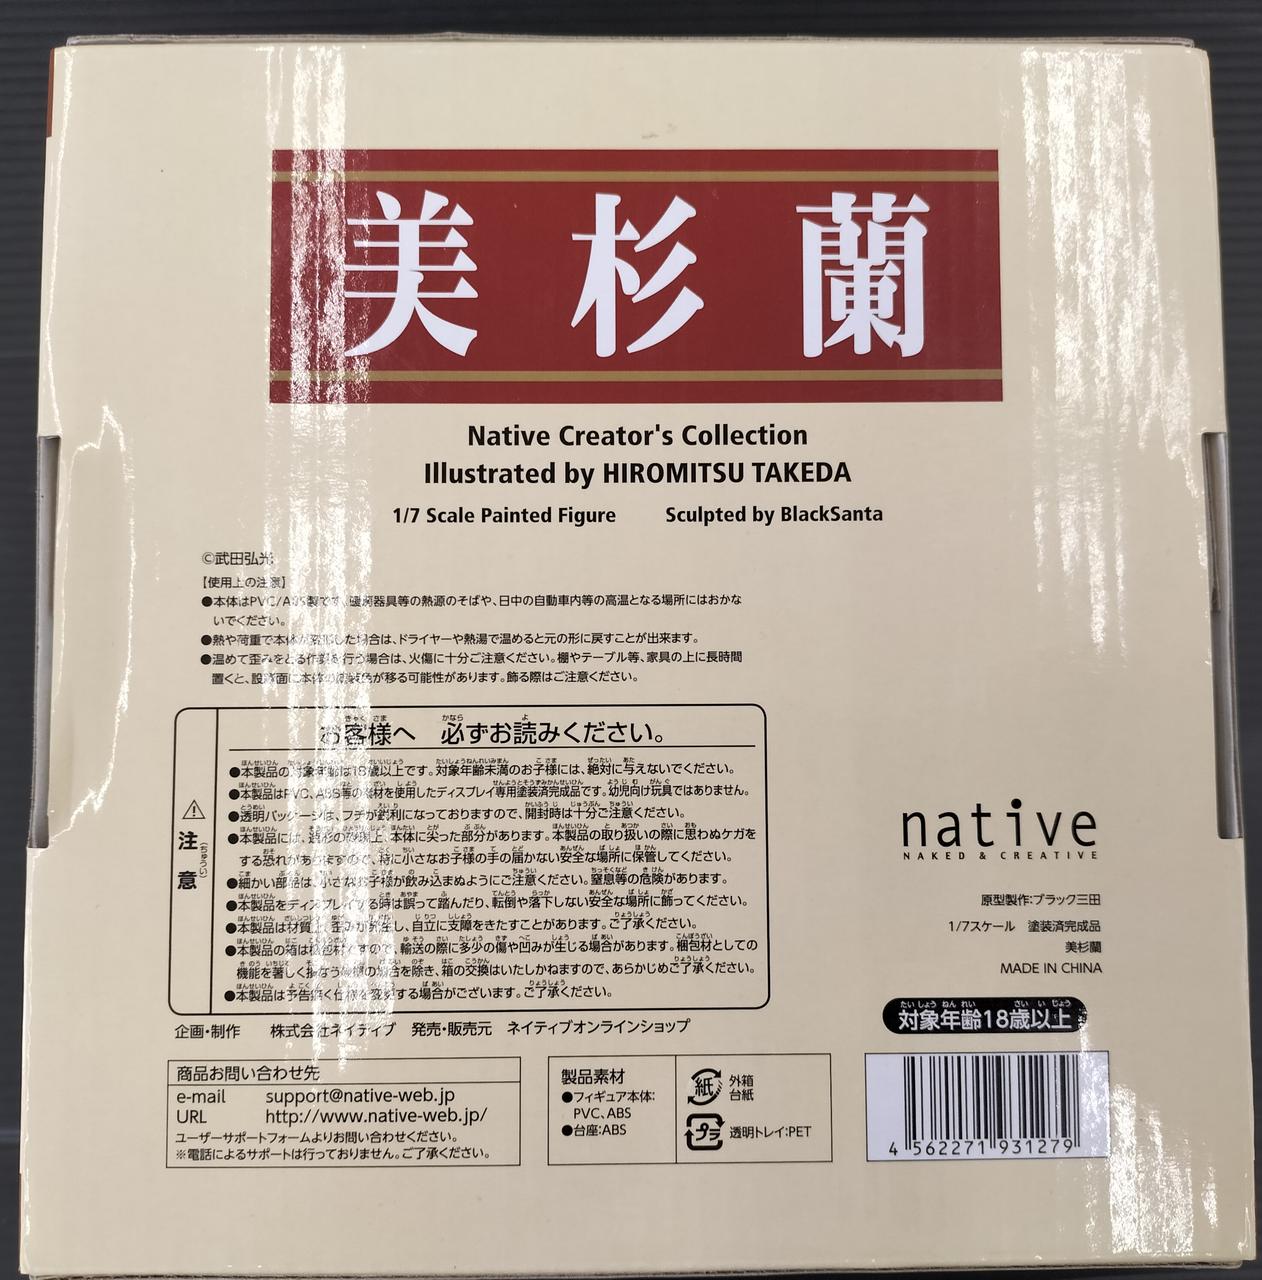 美杉蘭
Native Creator's Collection
Illustrated by HIROMITSU TAKEDA
1/7 Scale Painted Figure Sculpted by BlackSanta
©武田弘光
【使用上の注意】
●本体はPVC/ABS製です。暖房器具等の熱源のそばや、日中の自動車内等の高温となる場所にはおかな
いでください。
●熱や荷重で本体が変形した場合は、ドライヤーや熱湯で温めると元の形に戻すことが出来ます。
●温めて歪みをとる作業を行う場合は、火傷に十分ご注意ください。棚やテーブル等、家具の上に長時間
置くと、設置面に本体の塗装色が移る可能性があります。飾る際はご注意ください。
⚠注意
お客様へ 必ずお読みください。
●本製品の対象年齢は18歳以上です。対象年齢未満のお子様には、絶対に与えないでください。
●本製品はPVC、ABS等の素材を使用したディスプレイ専用塗装済完成品です。幼児向け玩具ではありません。
●透明パッケージは、フチが鋭利になっておりますので、開封時は十分ご注意ください。
●本製品には、造形の表現上、本体に尖った部分があります。本製品の取り扱いの際に思わぬケガを
する恐れがありますので、特に小さなお子様の手の届かない安全な場所に保管してください。
●細かい部品は、小さなお子様が飲み込まぬようにご注意ください。窒息等の危険があります。
●本製品をディスプレイする時は誤って踏んだり、転倒や落下しない安全な場所に飾ってください。
●本製品は材質上、歪みが発生し、自立に支障をきたすことがあります。ご了承ください。
●本製品の箱は梱包材ですので、輸送の際に多少の傷や凹みが生じる場合があります。梱包材としての
機能を著しく損なう破損の場合を除き、箱の交換はいたしかねますので、あらかじめご了承ください。
●本製品は予告無く仕様を変更する場合がございます。ご了承ください。
企画・制作 株式会社ネイティブ 発売・販売元 ネイティブオンラインショップ
native
NAKED & CREATIVE
原型製作:ブラック三田
1/7スケール 塗装済完成品
美杉蘭
MADE IN CHINA
対象年齢18歳以上
商品お問い合わせ先
e-mail support@native-web.jp
URL http://www.native-web.jp/
ユーザーサポートフォームよりお問い合わせください。
※電話によるサポートは行っておりません。ご了承ください。
製品素材
●フィギュア本体:
PVC、ABS
●台座:ABS
紙 外箱
台紙
プラ 透明トレイ:PET
4 562271 931279